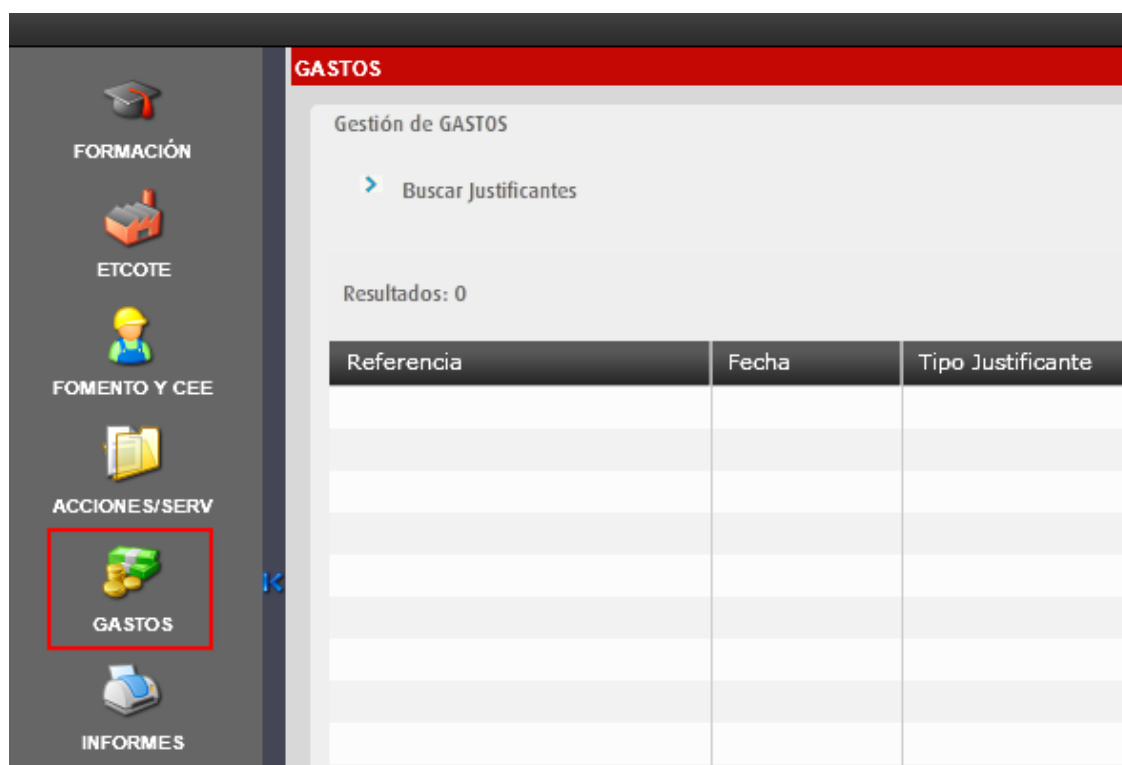 FORMACIÓN
ETCOTE
FOMENTO Y CEE
ACCIONES/SERV
GASTOS
INFORMES
GASTOS
Gestión de GASTOS
Buscar Justificantes
Resultados: 0
Referencia Fecha Tipo Justificante